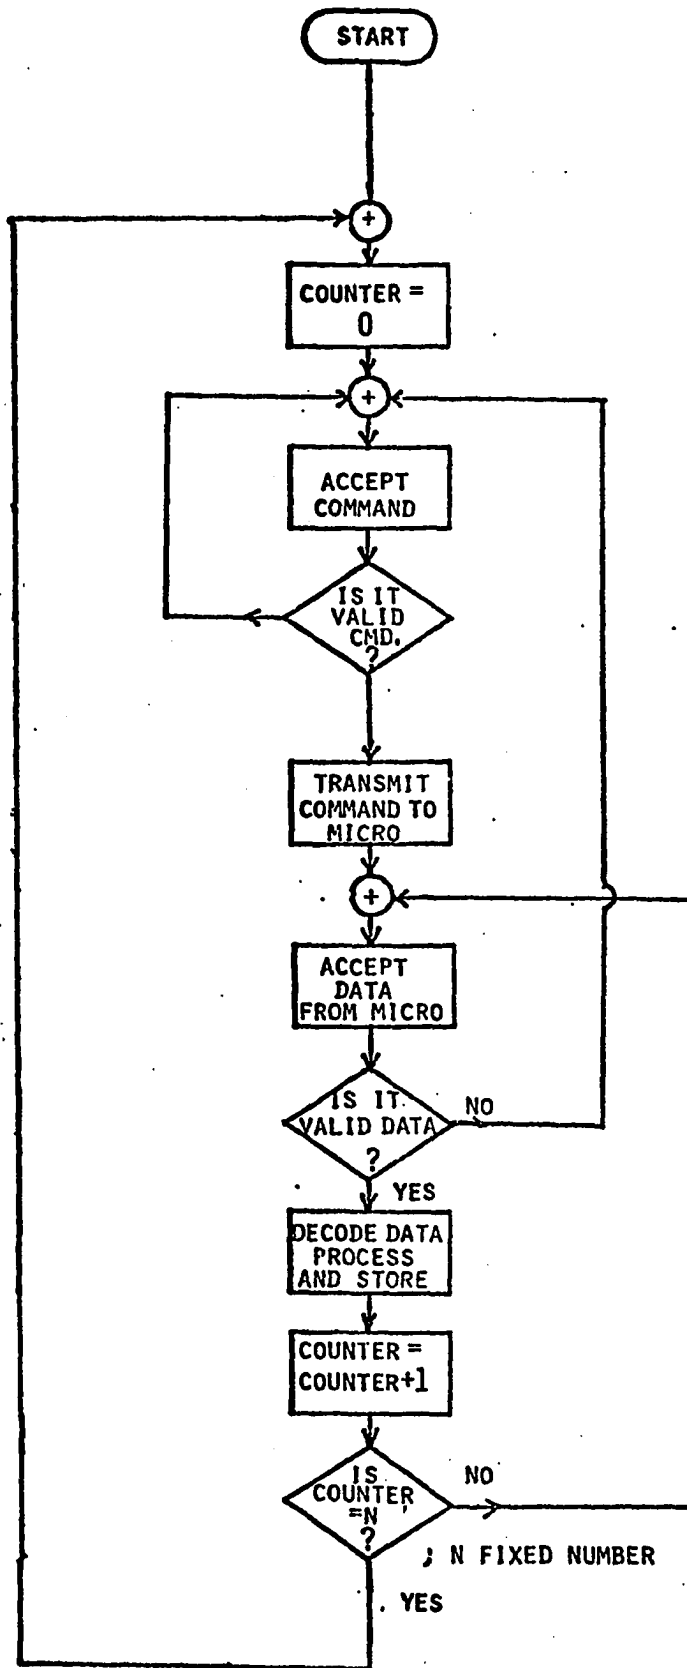 START
+
COUNTER =
0
+
ACCEPT
COMMAND
IS IT
VALID
CMD.
?
TRANSMIT
COMMAND TO
MICRO
+
ACCEPT
DATA
FROM MICRO
IS IT
VALID DATA
?
NO
YES
DECODE DATA
PROCESS
AND STORE
COUNTER =
COUNTER+1
IS
COUNTER
=N
?
NO
; N FIXED NUMBER
YES